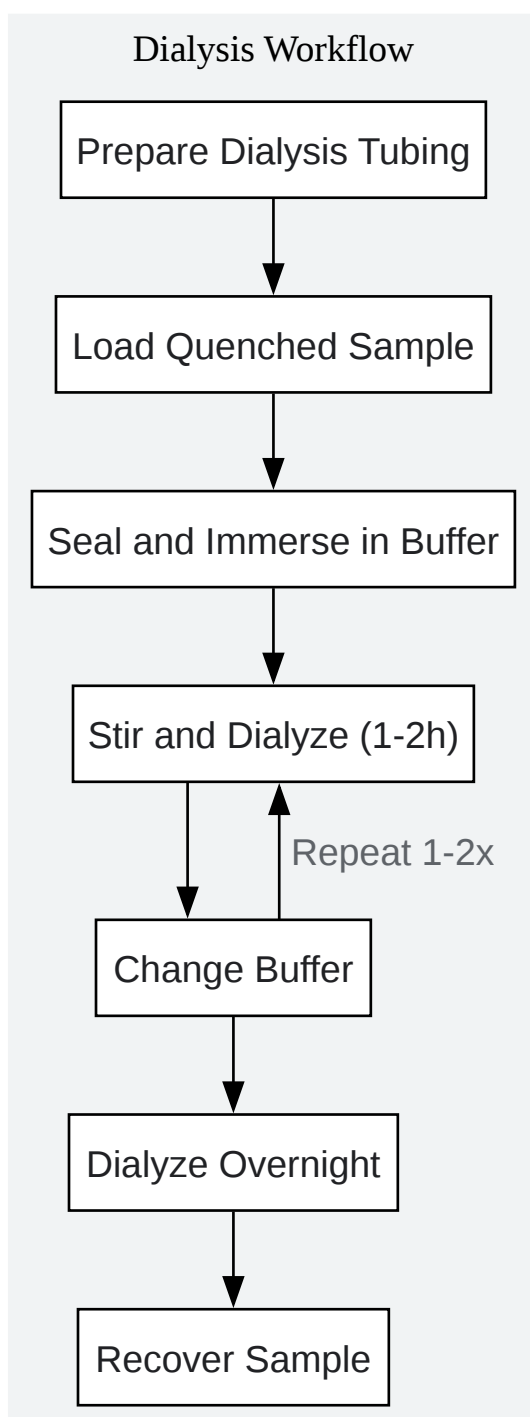 Dialysis Workflow
Prepare Dialysis Tubing
Load Quenched Sample
Seal and Immerse in Buffer
Stir and Dialyze (1-2h)
Repeat 1-2x
Change Buffer
Dialyze Overnight
Recover Sample